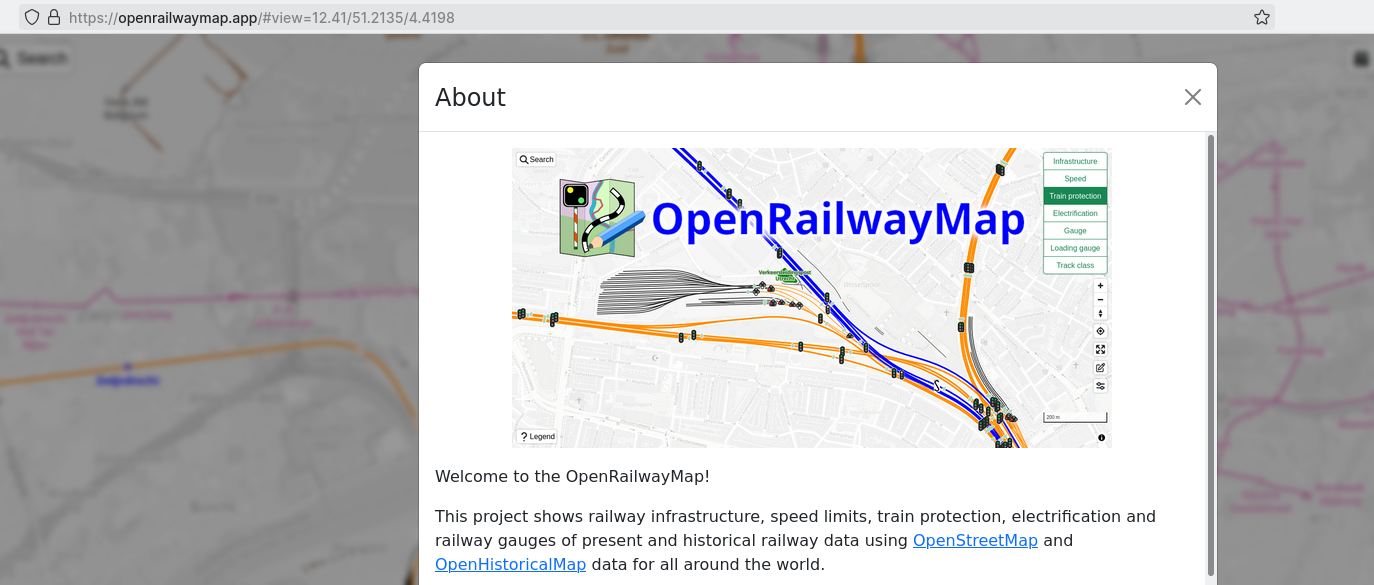 https://openrailwaymap.app/#view=12.41/51.2135/4.4198
Search
About
Search
OpenRailwayMap
Infrastructure
Speed
Train protection
Electrification
Gauge
Loading gauge
Track class
200 m
? Legend
Welcome to the OpenRailwayMap!
This project shows railway infrastructure, speed limits, train protection, electrification and
railway gauges of present and historical railway data using OpenStreetMap and
OpenHistoricalMap data for all around the world.